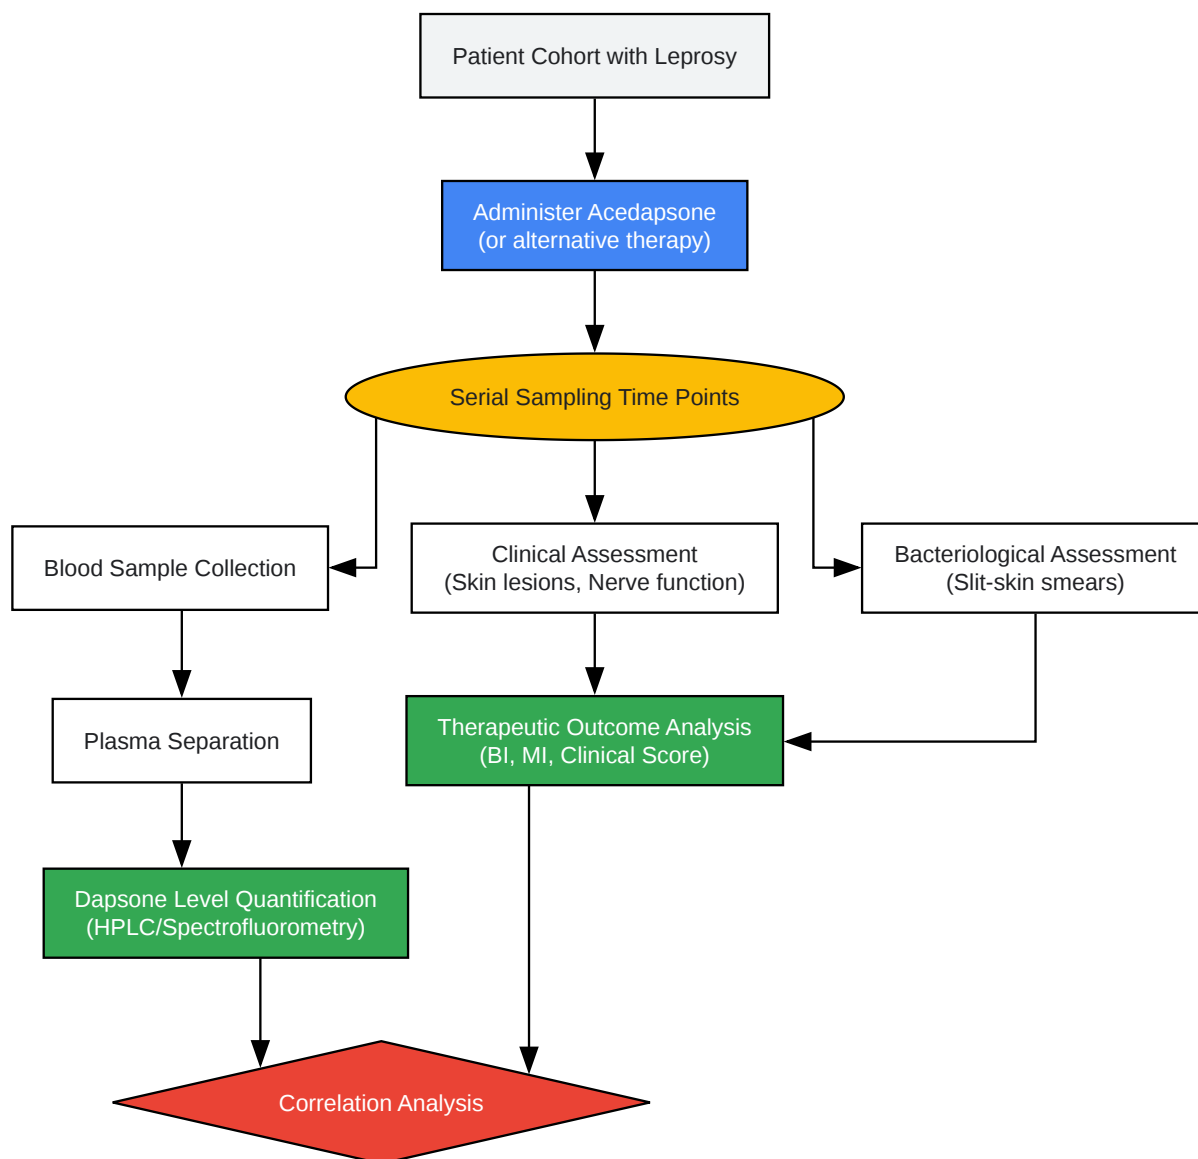 Patient Cohort with Leprosy
Administer Acedapsone
(or alternative therapy)
Serial Sampling Time Points
Blood Sample Collection
Clinical Assessment
(Skin lesions, Nerve function)
Bacteriological Assessment
(Slit-skin smears)
Plasma Separation
Therapeutic Outcome Analysis
(BI, MI, Clinical Score)
Dapsone Level Quantification
(HPLC/Spectrofluorometry)
Correlation Analysis